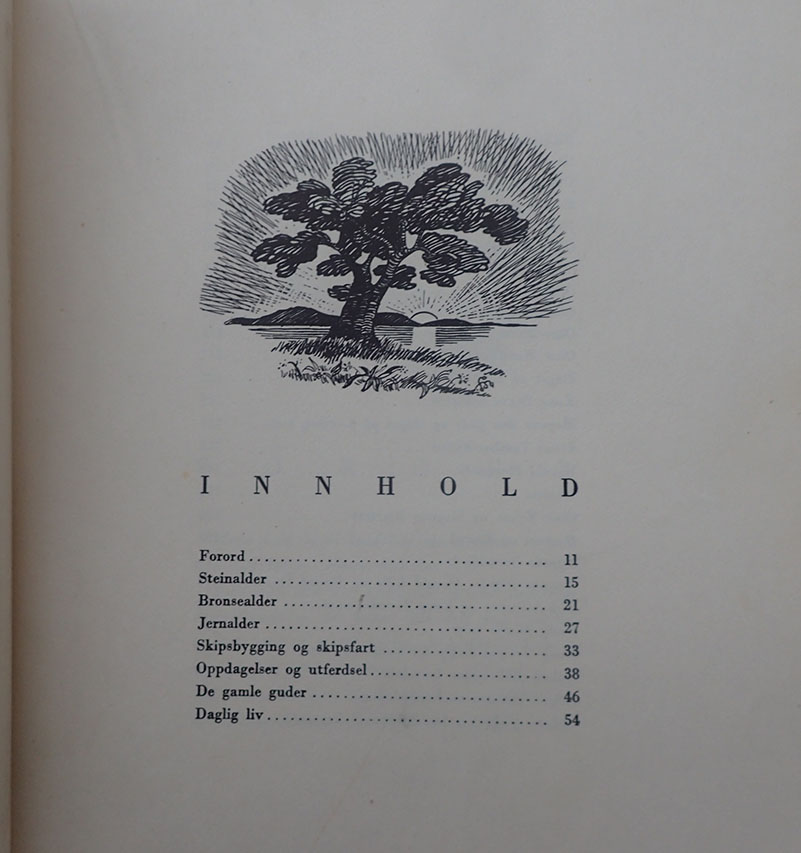 INNHOLD
Forord 11
Steinalder 15
Bronsealder 21
Jernalder 27
Skipsbygging og skipsfart 33
Oppdagelser og utferdsel 38
De gamle guder 46
Daglig liv 54